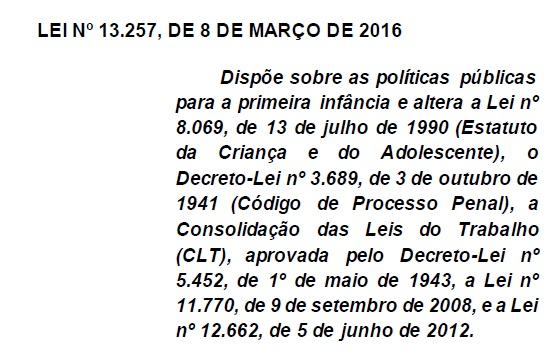 LEI Nº 13.257, DE 8 DE MARÇO DE 2016
Dispõe sobre as políticas públicas
para a primeira infância e altera a Lei nº
8.069, de 13 de julho de 1990 (Estatuto
da Criança e do Adolescente), o
Decreto-Lei nº 3.689, de 3 de outubro de
1941 (Código de Processo Penal), a
Consolidação das Leis do Trabalho
(CLT), aprovada pelo Decreto-Lei nº
5.452, de 1º de maio de 1943, a Lei nº
11.770, de 9 de setembro de 2008, e a Lei
nº 12.662, de 5 de junho de 2012.